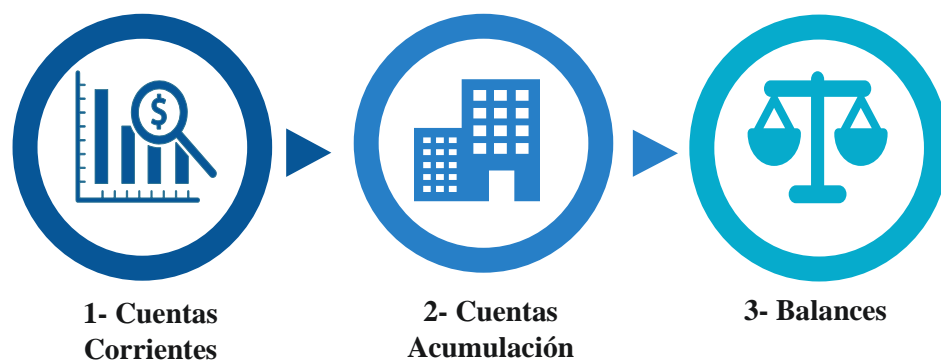 $
1- Cuentas
Corrientes
2- Cuentas
Acumulación
3- Balances